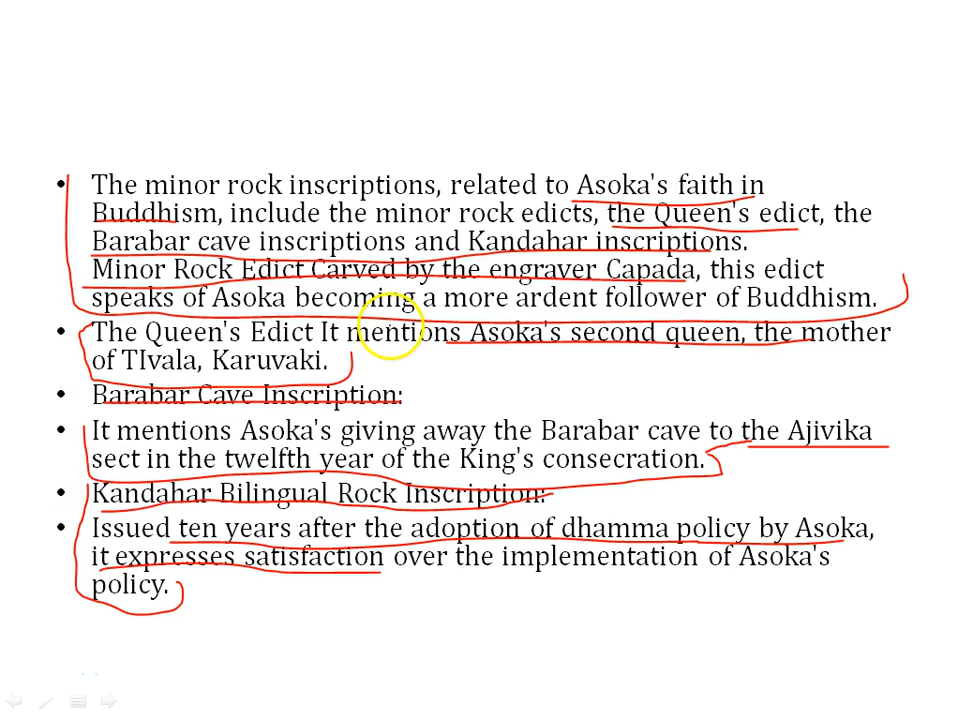 • The minor rock inscriptions, related to Asoka's faith in
Buddhism, include the minor rock edicts, the Queen's edict, the
Barabar cave inscriptions and Kandahar inscriptions.
Minor Rock Edict Carved by the engraver Capada, this edict
speaks of Asoka becoming a more ardent follower of Buddhism.
• The Queen's Edict It mentions Asoka's second queen, the mother
of TIvala, Karuvaki.
• Barabar Cave Inscription:
• It mentions Asoka's giving away the Barabar cave to the Ajivika
sect in the twelfth year of the King's consecration.
• Kandahar Bilingual Rock Inscription:
• Issued ten years after the adoption of dhamma policy by Asoka,
it expresses satisfaction over the implementation of Asoka's
policy.